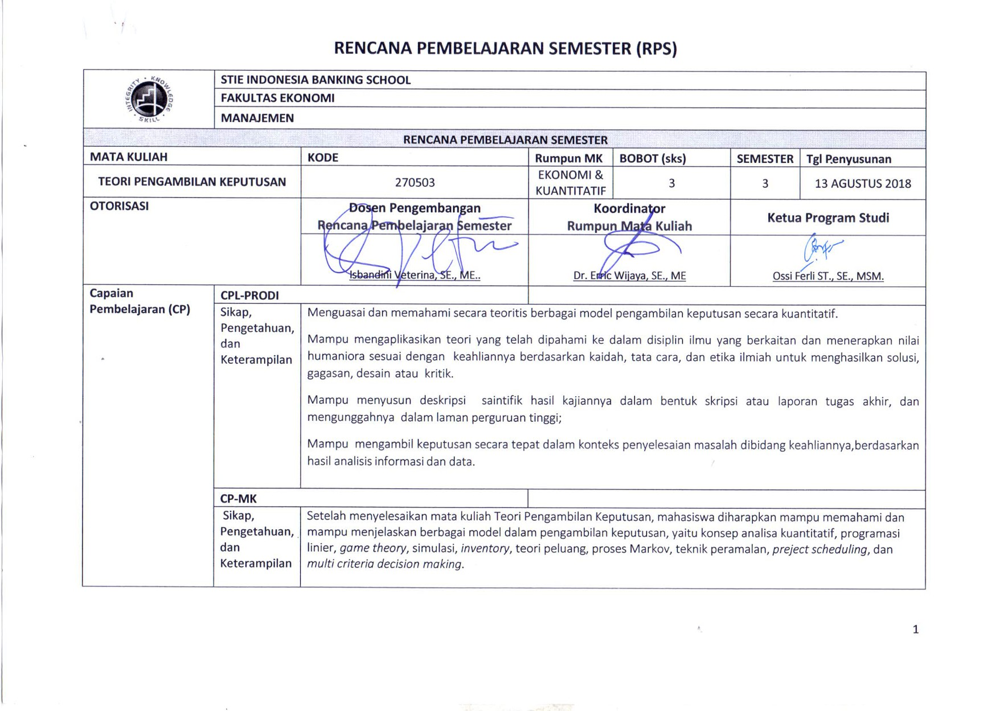 RENCANA PEMBELAJARAN SEMESTER (RPS)
INTEGRITY · KNOWLEDGE · SKILL ·
STIE INDONESIA BANKING SCHOOL
FAKULTAS EKONOMI
MANAJEMEN
RENCANA PEMBELAJARAN SEMESTER
MATA KULIAH KODE Rumpun MK BOBOT (sks) SEMESTER Tgl Penyusunan
TEORI PENGAMBILAN KEPUTUSAN 270503 EKONOMI & KUANTITATIF 3 3 13 AGUSTUS 2018
OTORISASI
Dosen Pengembangan
Rencana Pembelajaran Semester
Koordinator
Rumpun Mata Kuliah
Ketua Program Studi
Isbandini Veterina, SE., ME..
Dr. Erric Wijaya, SE., ME
Ossi Ferli ST., SE., MSM.
Capaian
Pembelajaran (CP)
CPL-PRODI
Sikap,
Pengetahuan,
dan
Keterampilan
Menguasai dan memahami secara teoritis berbagai model pengambilan keputusan secara kuantitatif.
Mampu mengaplikasikan teori yang telah dipahami ke dalam disiplin ilmu yang berkaitan dan menerapkan nilai
humaniora sesuai dengan keahliannya berdasarkan kaidah, tata cara, dan etika ilmiah untuk menghasilkan solusi,
gagasan, desain atau kritik.
Mampu menyusun deskripsi saintifik hasil kajiannya dalam bentuk skripsi atau laporan tugas akhir, dan
mengunggahnya dalam laman perguruan tinggi;
Mampu mengambil keputusan secara tepat dalam konteks penyelesaian masalah dibidang keahliannya,berdasarkan
hasil analisis informasi dan data.
CP-MK
Sikap,
Pengetahuan,
dan
Keterampilan
Setelah menyelesaikan mata kuliah Teori Pengambilan Keputusan, mahasiswa diharapkan mampu memahami dan
mampu menjelaskan berbagai model dalam pengambilan keputusan, yaitu konsep analisa kuantitatif, programasi
linier, game theory, simulasi, inventory, teori peluang, proses Markov, teknik peramalan, preject scheduling, dan
multi criteria decision making.
1